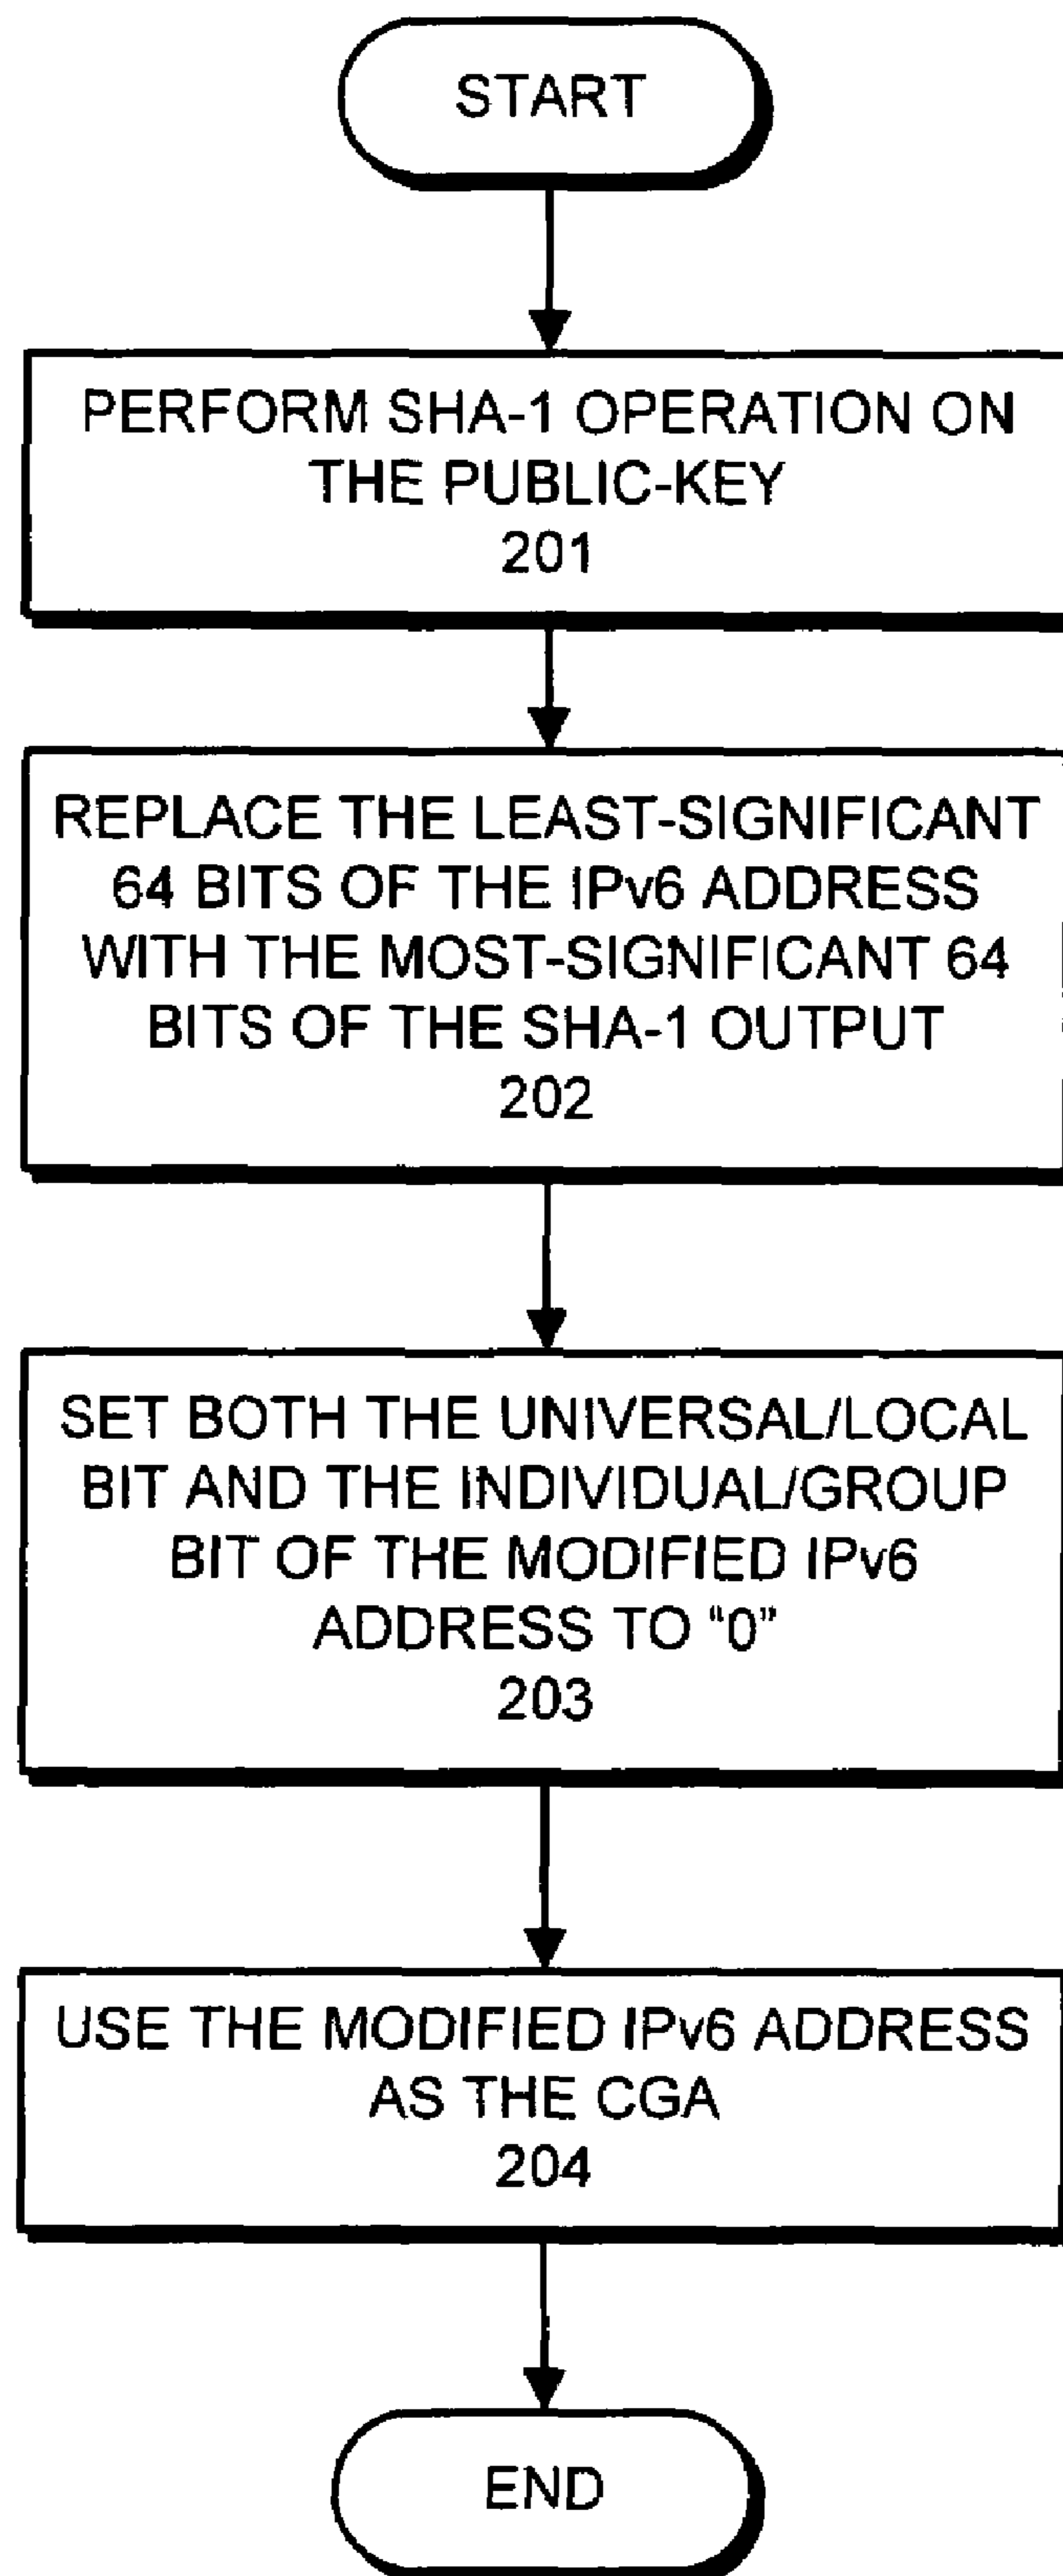 START
PERFORM SHA-1 OPERATION ON
THE PUBLIC-KEY
201
REPLACE THE LEAST-SIGNIFICANT
64 BITS OF THE IPv6 ADDRESS
WITH THE MOST-SIGNIFICANT 64
BITS OF THE SHA-1 OUTPUT
202
SET BOTH THE UNIVERSAL/LOCAL
BIT AND THE INDIVIDUAL/GROUP
BIT OF THE MODIFIED IPv6
ADDRESS TO “0”
203
USE THE MODIFIED IPv6 ADDRESS
AS THE CGA
204
END